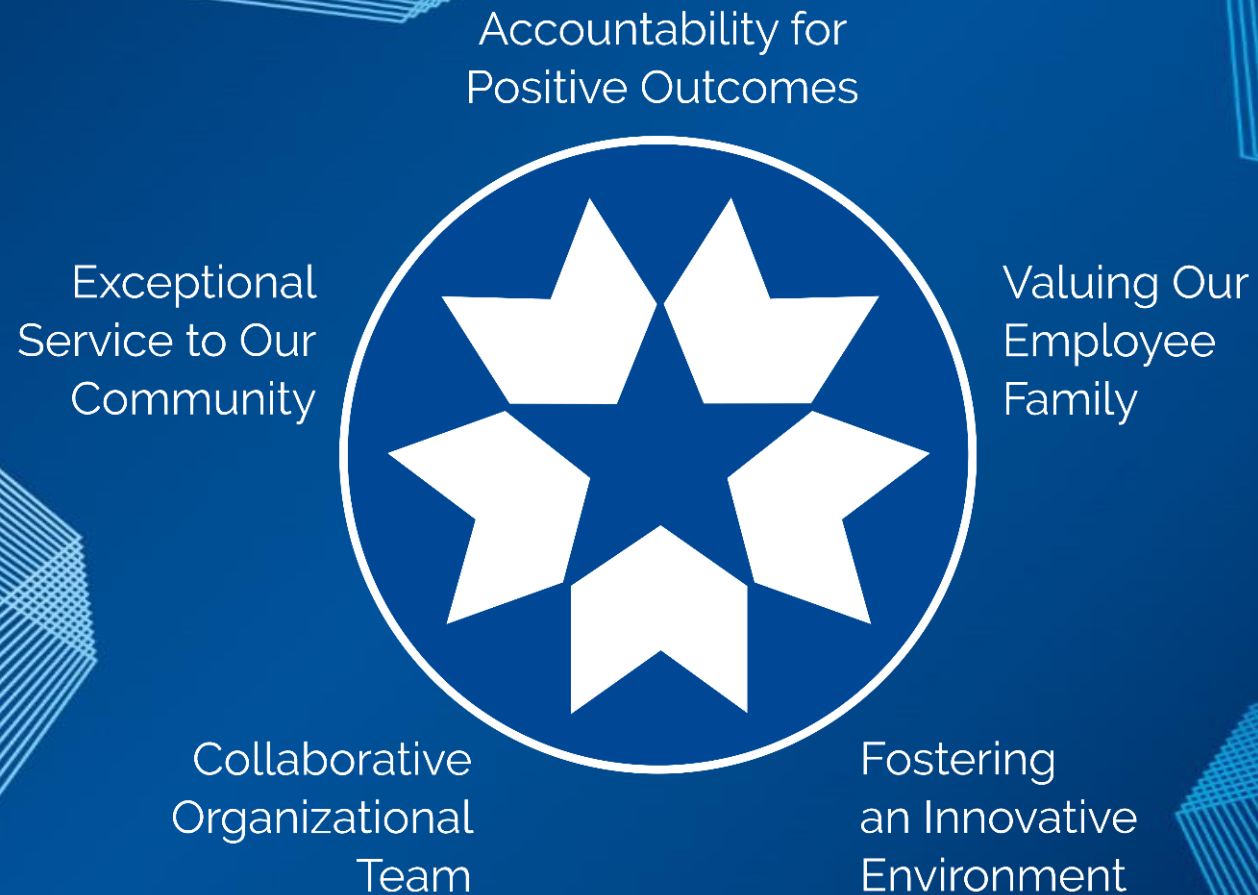 Accountability for
Positive Outcomes
Exceptional
Service to Our
Community
Valuing Our
Employee
Family
Collaborative
Organizational
Team
Fostering
an Innovative
Environment